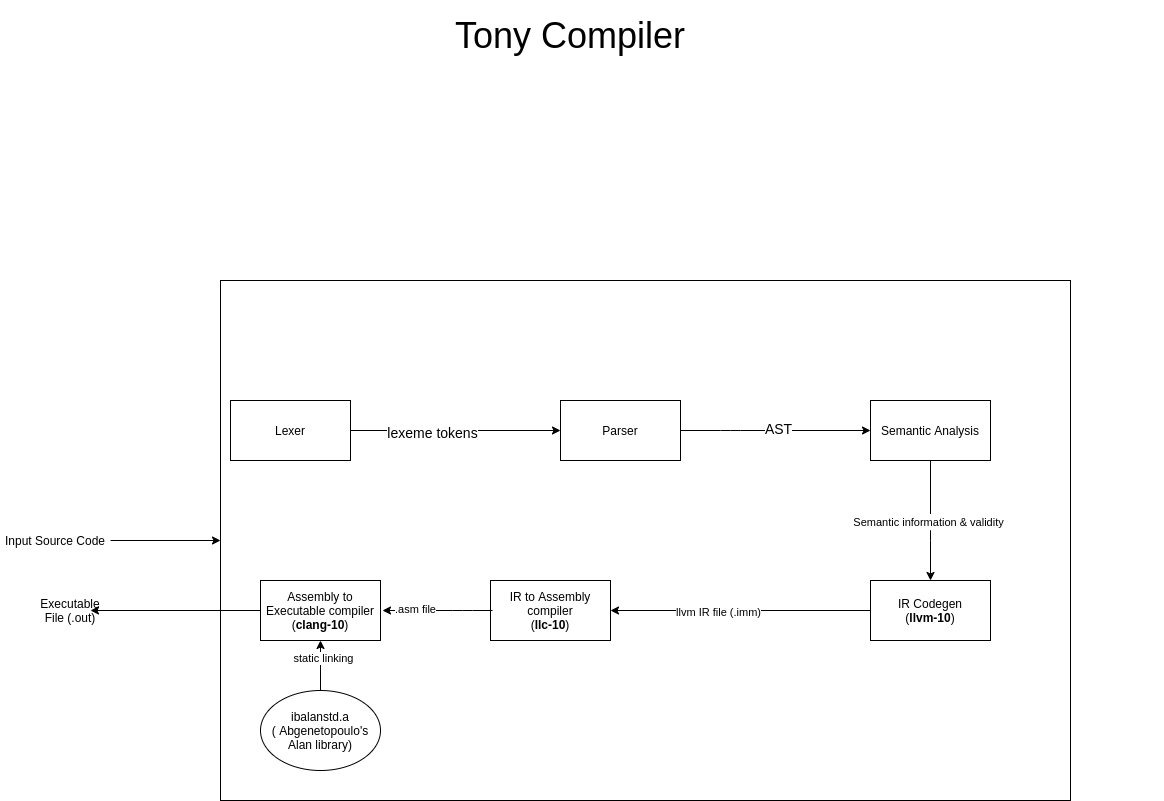 Tony Compiler
Lexer
lexeme tokens
Parser
AST
Semantic Analysis
Semantic information & validity
Input Source Code
Executable
File (.out)
Assembly to
Executable compiler
(clang-10)
.asm file
IR to Assembly
compiler
(llc-10)
llvm IR file (.imm)
IR Codegen
(llvm-10)
static linking
ibalanstd.a
( Abgenetopoulo's
Alan library)